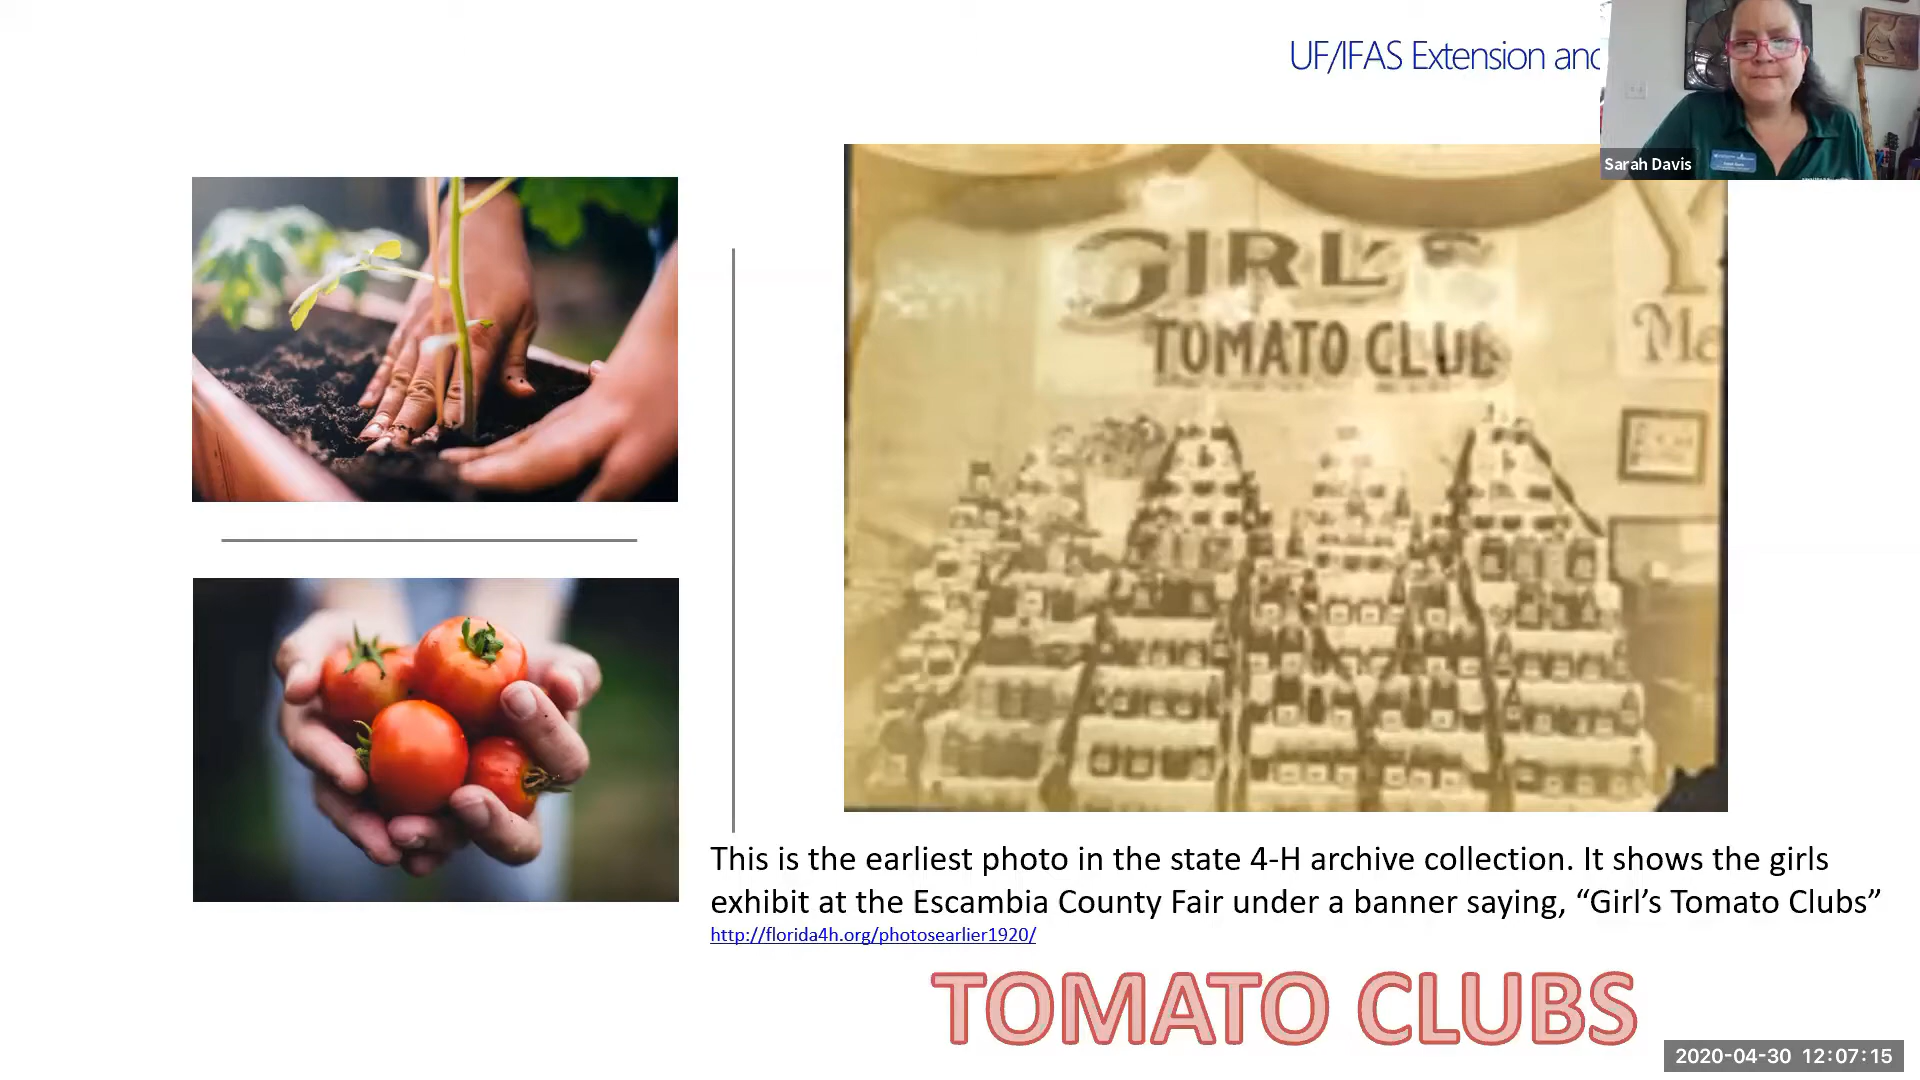 UF/IFAS Extension and
Sarah Davis
GIRL'S
TOMATO CLUB
This is the earliest photo in the state 4-H archive collection. It shows the girls
exhibit at the Escambia County Fair under a banner saying, “Girl’s Tomato Clubs”
http://florida4h.org/photosearlier1920/
TOMATO CLUBS
2020-04-30 12:07:15